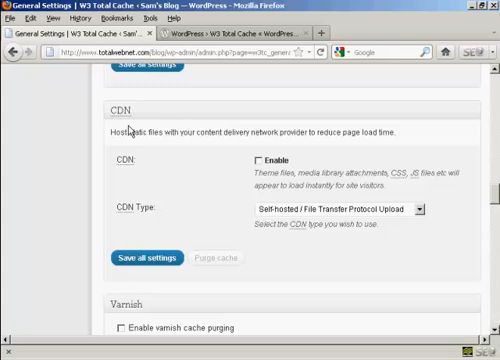 General Settings | W3 Total Cache ‹ Sam's Blog — WordPress - Mozilla Firefox
File Edit View History Bookmarks Tools Help
General Settings | W3 Total Cache ‹ Sam'...
WordPress › W3 Total Cache « WordPress ...
http://www.totalwebnet.com/blog/wp-admin/admin.php?page=w3tc_genera
Google
SEO
Save all settings
CDN
Host static files with your content delivery network provider to reduce page load time.
CDN:
Enable
Theme files, media library attachments, CSS, JS files etc will
appear to load instantly for site visitors.
CDN Type:
Self-hosted / File Transfer Protocol Upload
Select the CDN type you wish to use.
Save all settings
Purge cache
Varnish
Enable varnish cache purging
SEO